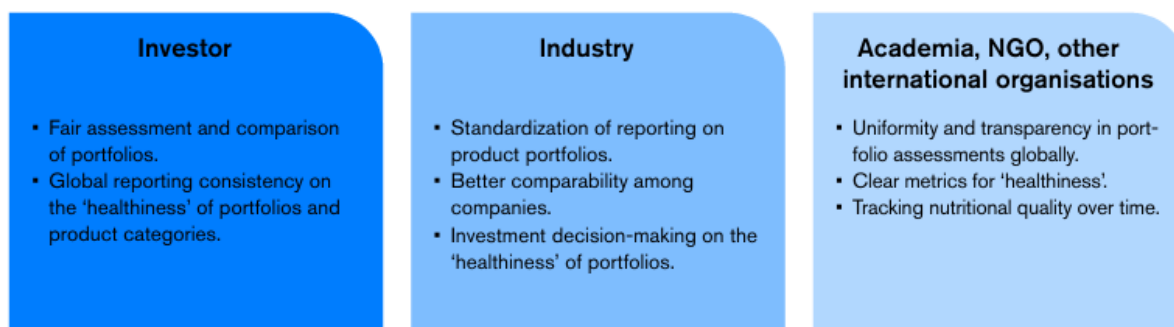 Investor
▪ Fair assessment and comparison
of portfolios.
▪ Global reporting consistency on
the ‘healthiness’ of portfolios and
product categories.
Industry
▪ Standardization of reporting on
product portfolios.
▪ Better comparability among
companies.
▪ Investment decision-making on the
‘healthiness’ of portfolios.
Academia, NGO, other
international organisations
▪ Uniformity and transparency in port-
folio assessments globally.
▪ Clear metrics for ‘healthiness’.
▪ Tracking nutritional quality over time.